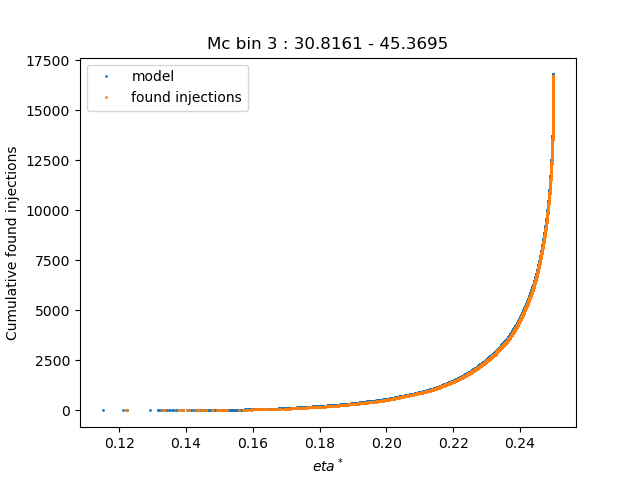 Mc bin 3 : 30.8161 - 45.3695
model
found injections
Cumulative found injections
17500
15000
12500
10000
7500
5000
2500
0
0.12 0.14 0.16 0.18 0.20 0.22 0.24
eta*